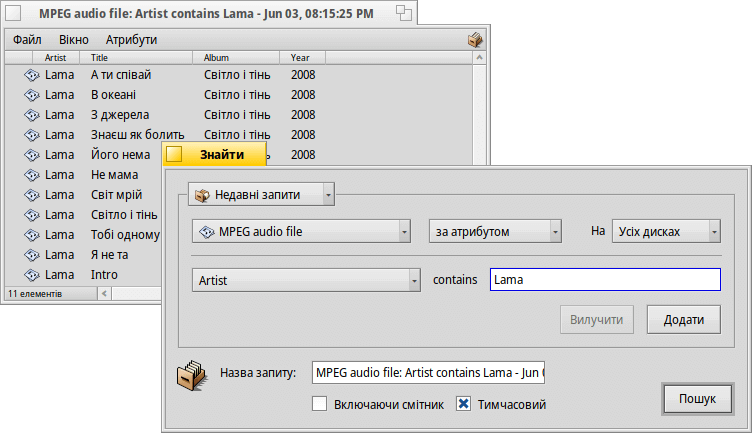 MPEG audio file: Artist contains Lama - Jun 03, 08:15:25 PM
Файл Вікно Атрибути
Artist Title Album Year
Lama А ти співай Світло і тінь 2008
Lama В океані Світло і тінь 2008
Lama З джерела Світло і тінь 2008
Lama Знаєш як болить Світло і тінь 2008
Lama Його нема 2008
Lama Не мама
Lama Світ мрій
Lama Світло і тінь
Lama Тобі одному
Lama Я не та
Lama Intro
11 елементів
Знайти
Недавні запити
MPEG audio file за атрибутом На Усіх дисках
Artist contains Lama
Вилучити Додати
Назва запиту: MPEG audio file: Artist contains Lama - Jun
Включаючи смітник Тимчасовий
Пошук